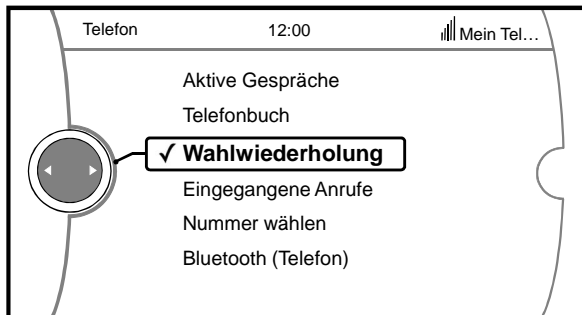 Telefon 12:00 Mein Tel…
Aktive Gespräche
Telefonbuch
✓ Wahlwiederholung
Eingegangene Anrufe
Nummer wählen
Bluetooth (Telefon)